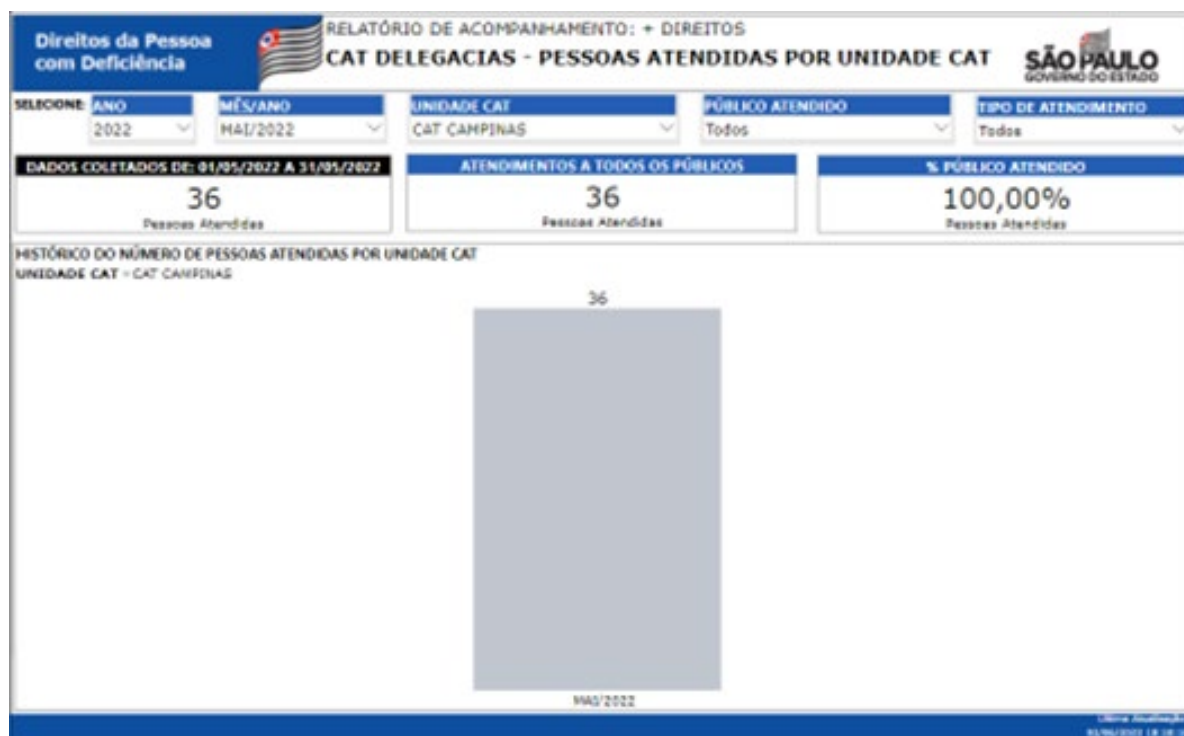 Direitos da Pessoa
com Deficiência
RELATÓRIO DE ACOMPANHAMENTO: + DIREITOS
CAT DELEGACIAS - PESSOAS ATENDIDAS POR UNIDADE CAT
SÃO PAULO
GOVERNO DO ESTADO
SELECIONE: ANO MÊS/ANO UNIDADE CAT PÚBLICO ATENDIDO TIPO DE ATENDIMENTO
2022 MAI/2022 CAT CAMPINAS Todos Todos
DADOS COLETADOS DE: 01/05/2022 A 31/05/2022 ATENDIMENTOS A TODOS OS PÚBLICOS % PÚBLICO ATENDIDO
36 36 100,00%
Pessoas Atendidas Pessoas Atendidas Pessoas Atendidas
HISTÓRICO DO NÚMERO DE PESSOAS ATENDIDAS POR UNIDADE CAT
UNIDADE CAT - CAT CAMPINAS
36
MAI/2022
Última Atualização